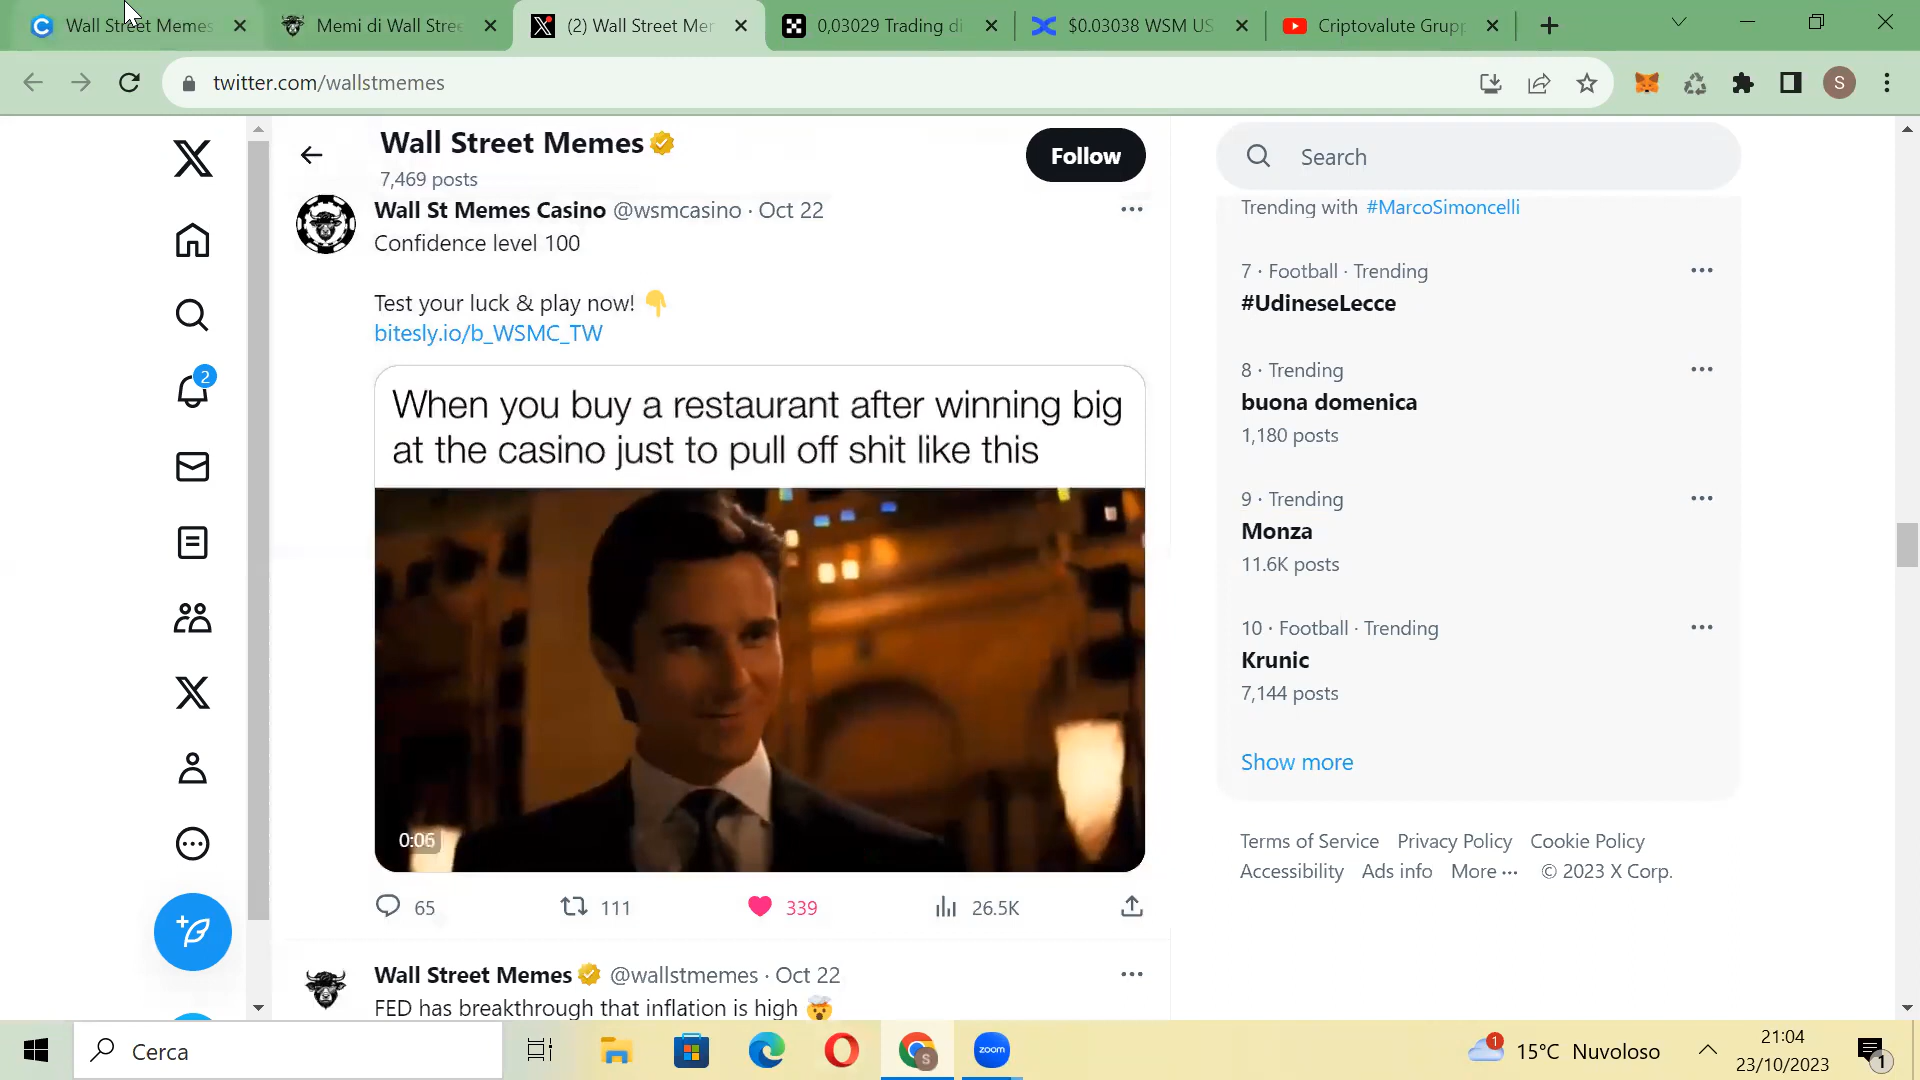 Wall Street Memes
Memi di Wall Stree
(2) Wall Street Mer
0,03029 Trading di
$0.03038 WSM US
Criptovalute Grupp
twitter.com/wallstmemes
S
Wall Street Memes
7,469 posts
Follow
Search
Wall St Memes Casino @wsmcasino · Oct 22
Confidence level 100
Test your luck & play now! 👇
bitesly.io/b_WSMC_TW
When you buy a restaurant after winning big
at the casino just to pull off shit like this
0:06
65
111
339
26.5K
Wall Street Memes @wallstmemes · Oct 22
FED has breakthrough that inflation is high 🤯
2
Trending with #MarcoSimoncelli
7 · Football · Trending
#UdineseLecce
8 · Trending
buona domenica
1,180 posts
9 · Trending
Monza
11.6K posts
10 · Football · Trending
Krunic
7,144 posts
Show more
Terms of Service Privacy Policy Cookie Policy
Accessibility Ads info More ··· © 2023 X Corp.
Cerca
S
zoom
1
15°C Nuvoloso
21:04
23/10/2023
1